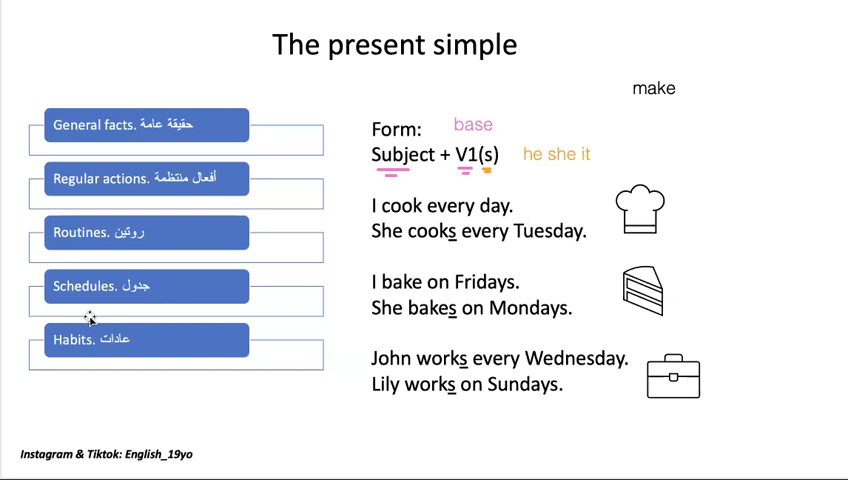 The present simple
make
General facts. حقيقة عامة
Regular actions. أفعال منتظمة
Routines. روتين
Schedules. جدول
Habits. عادات
Form:
base
Subject + V1(s)
he she it
I cook every day.
She cooks every Tuesday.
I bake on Fridays.
She bakes on Mondays.
John works every Wednesday.
Lily works on Sundays.
Instagram & Tiktok: English_19yo